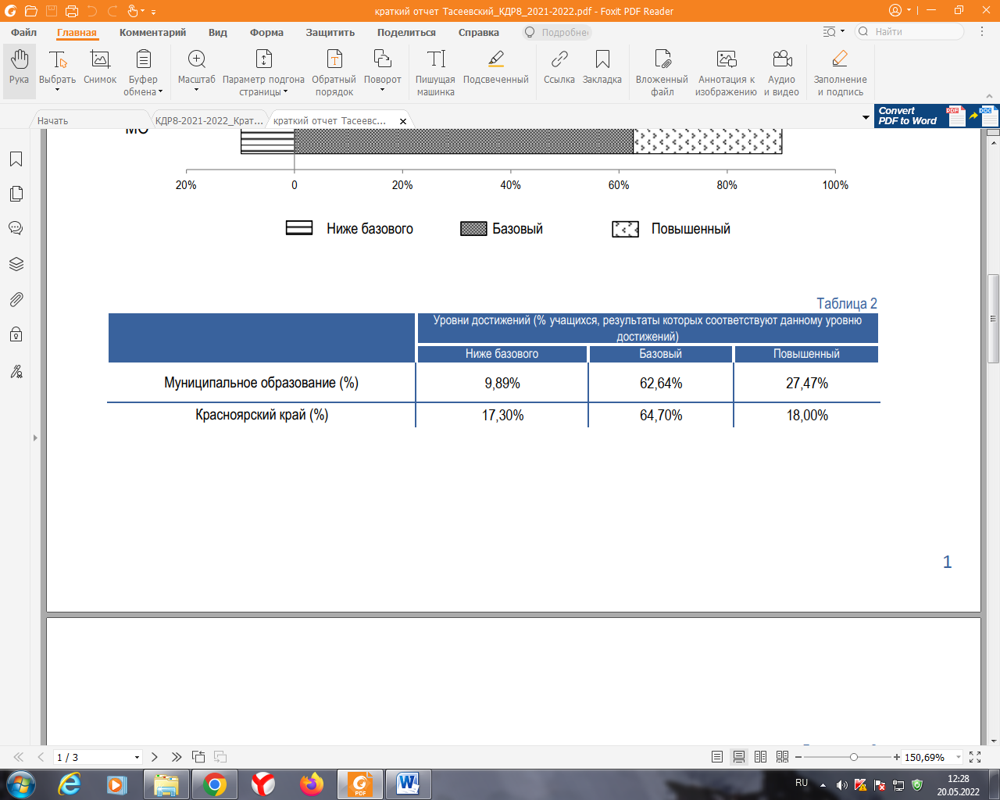 краткий отчет Тасеевский_КДР8_2021-2022.pdf - Foxit PDF Reader
Файл Главная Комментарий Вид Форма Защитить Поделиться Справка Подробнес Найти
Рука
Выбрать
Снимок
Буфер обмена
Масштаб
Параметр подгона страницы
Обратный порядок
Поворот
Пишущая машинка
Подсвеченный
Ссылка
Закладка
Вложенный файл
Аннотация к изображению
Аудио и видео
Заполнение и подпись
Начать КДР8-2021-2022_Крат... краткий отчет Тасеевс...
Convert
PDF to Word
PDF DOC
МО
20% 0 20% 40% 60% 80% 100%
Ниже базового Базовый Повышенный
Таблица 2
Уровни достижений (% учащихся, результаты которых соответствуют данному уровню
достижений)
Ниже базового Базовый Повышенный
Муниципальное образование (%) 9,89% 62,64% 27,47%
Красноярский край (%) 17,30% 64,70% 18,00%
1
1 / 3 150,69%
PDF
RU 12:28
20.05.2022